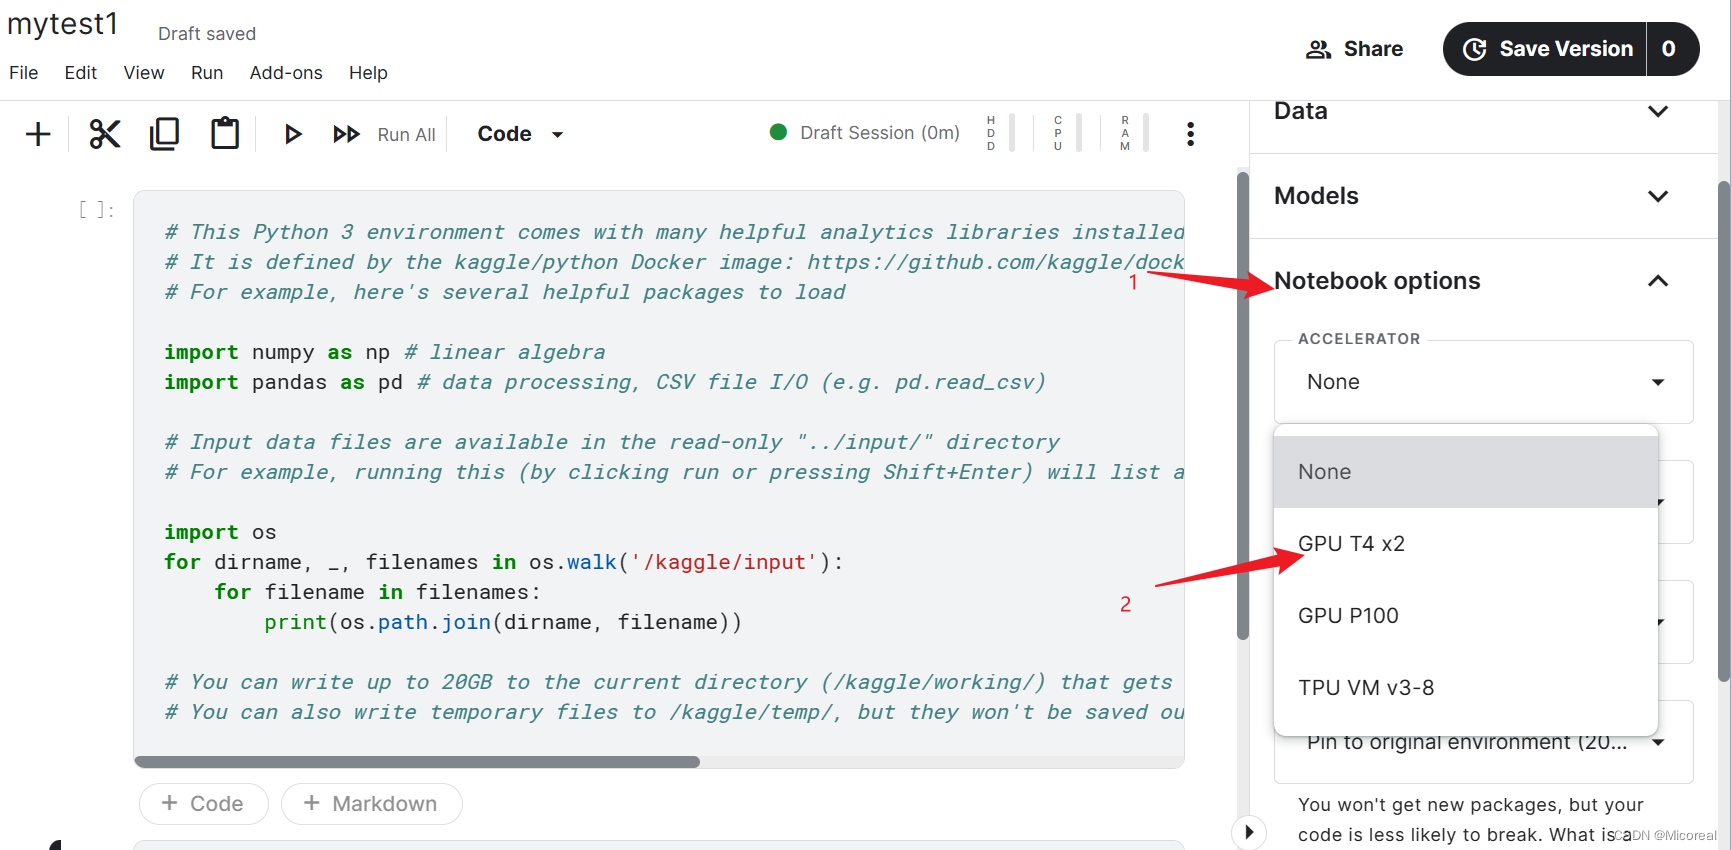 mytest1
Draft saved
File Edit View Run Add-ons Help
Share
Save Version 0
Run All
Code
Draft Session (0m)
HDD
CPU
RAM
Data
Models
Notebook options
ACCELERATOR
None
None
GPU T4 x2
GPU P100
TPU VM v3-8
Pin to original environment (20...
You won't get new packages, but your
code is less likely to break. What is a
[ ]:
# This Python 3 environment comes with many helpful analytics libraries installed
# It is defined by the kaggle/python Docker image: https://github.com/kaggle/dock
# For example, here's several helpful packages to load
import numpy as np # linear algebra
import pandas as pd # data processing, CSV file I/O (e.g. pd.read_csv)
# Input data files are available in the read-only "../input/" directory
# For example, running this (by clicking run or pressing Shift+Enter) will list a
import os
for dirname, _, filenames in os.walk('/kaggle/input'):
    for filename in filenames:
        print(os.path.join(dirname, filename))
# You can write up to 20GB to the current directory (/kaggle/working/) that gets
# You can also write temporary files to /kaggle/temp/, but they won't be saved ou
1
2
+ Code
+ Markdown
CSDN @Micoreal